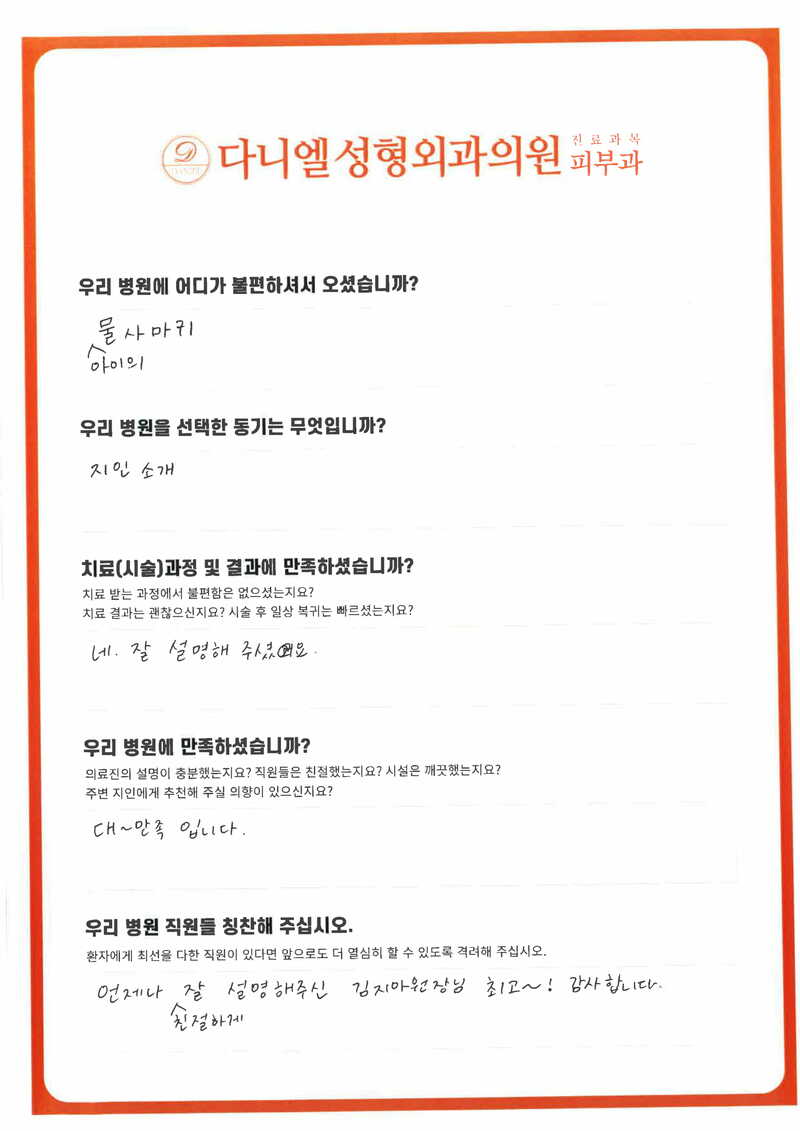 다니엘성형외과의원 진료과목 피부과
우리 병원에 어디가 불편하셔서 오셨습니까?
물사마귀
아이의
우리 병원을 선택한 동기는 무엇입니까?
지인 소개
치료(시술)과정 및 결과에 만족하셨습니까?
치료 받는 과정에서 불편함은 없으셨는지요?
치료 결과는 괜찮으신지요? 시술 후 일상 복귀는 빠르셨는지요?
네. 잘 설명해 주셨어요.
우리 병원에 만족하셨습니까?
의료진의 설명이 충분했는지요? 직원들은 친절했는지요? 시설은 깨끗했는지요?
주변 지인에게 추천해 주실 의향이 있으신지요?
대~만족 입니다.
우리 병원 직원들 칭찬해 주십시오.
환자에게 최선을 다한 직원이 있다면 앞으로도 더 열심히 할 수 있도록 격려해 주십시오.
언제나 잘 설명해주신 김지아원장님 최고~! 감사합니다.
친절하게